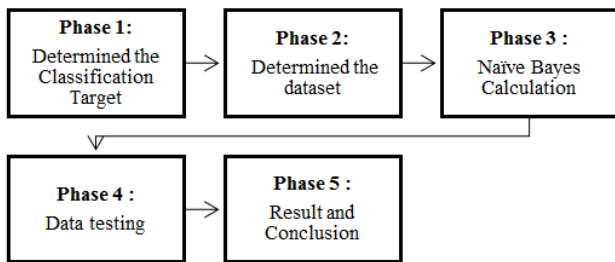 Phase 1:
Determined the
Classification
Target
Phase 2:
Determined the
dataset
Phase 3 :
Naïve Bayes
Calculation
Phase 4 :
Data testing
Phase 5 :
Result and
Conclusion